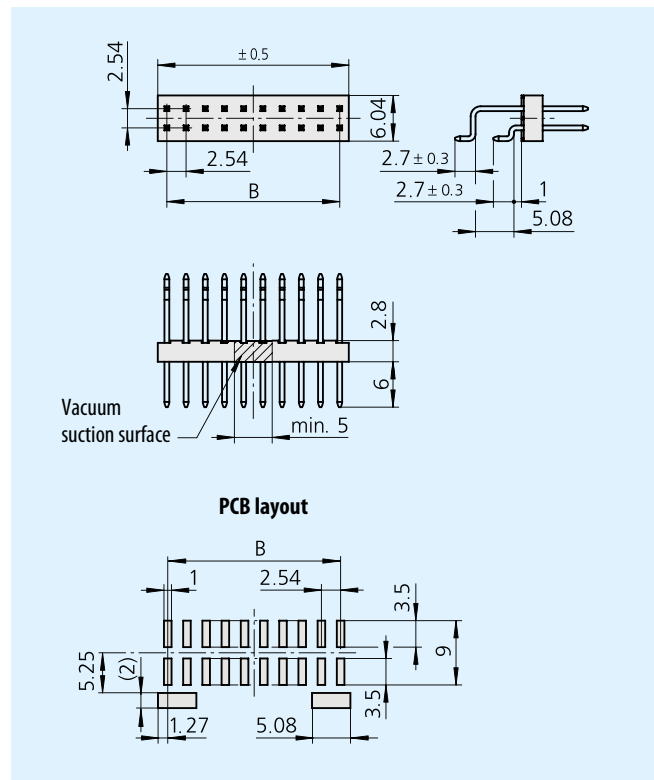 ± 0.5
2.54
6.04
2.54
B
2.7 ± 0.3
2.7 ± 0.3
1
5.08
2.8
6
Vacuum
suction surface
min. 5
PCB layout
B
1
2.54
3.5
9
5.25
(2)
3.5
1.27
5.08